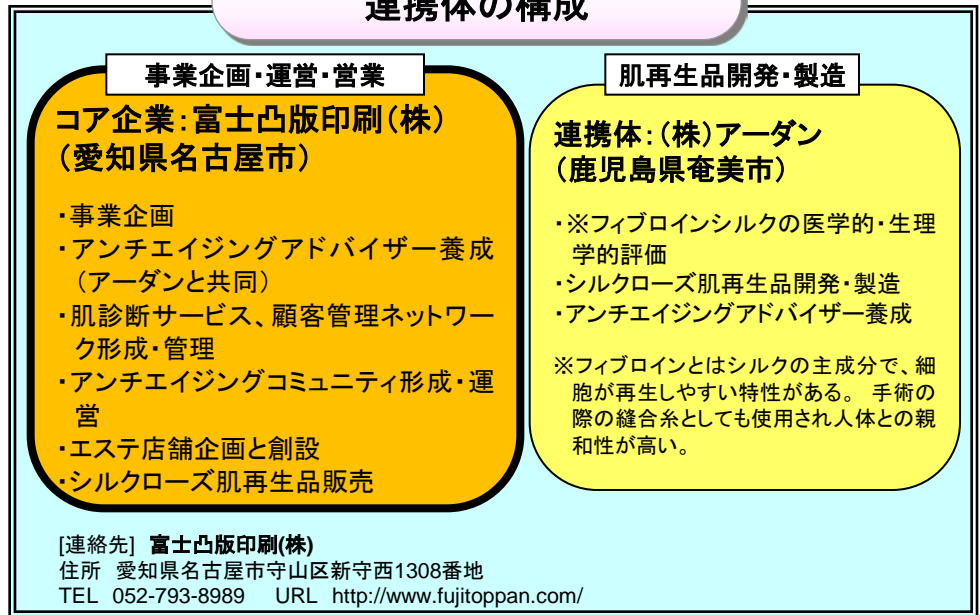 連携体の構成
事業企画・運営・営業
コア企業：富士凸版印刷（株）
（愛知県名古屋市）
・事業企画
・アンチエイジングアドバイザー養成
（アーダンと共同）
・肌診断サービス、顧客管理ネットワー
ク形成・管理
・アンチエイジングコミュニティ形成・運
営
・エステ店舗企画と創設
・シルクローズ肌再生品販売
肌再生品開発・製造
連携体：（株）アーダン
（鹿児島県奄美市）
・※フィブロインシルクの医学的・生理
学的評価
・シルクローズ肌再生品開発・製造
・アンチエイジングアドバイザー養成
※フィブロインとはシルクの主成分で、細
胞が再生しやすい特性がある。 手術の
際の縫合糸としても使用され人体との親
和性が高い。
[連絡先] 富士凸版印刷(株)
住所 愛知県名古屋市守山区新守西1308番地
TEL 052-793-8989 URL http://www.fujitoppan.com/